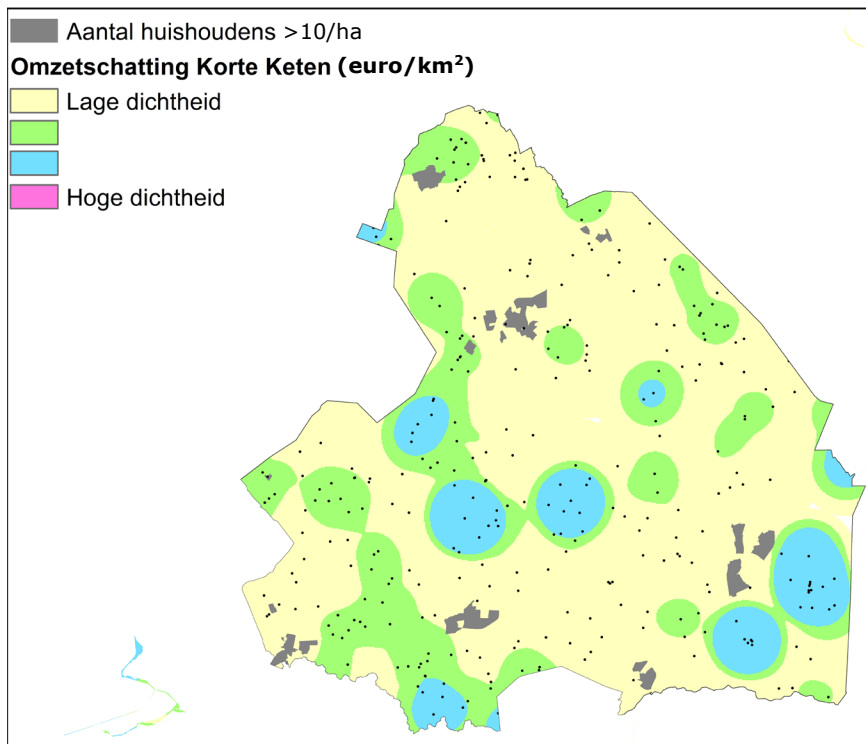 Aantal huishoudens >10/ha
Omzetschatting Korte Keten (euro/km²)
Lage dichtheid
Hoge dichtheid